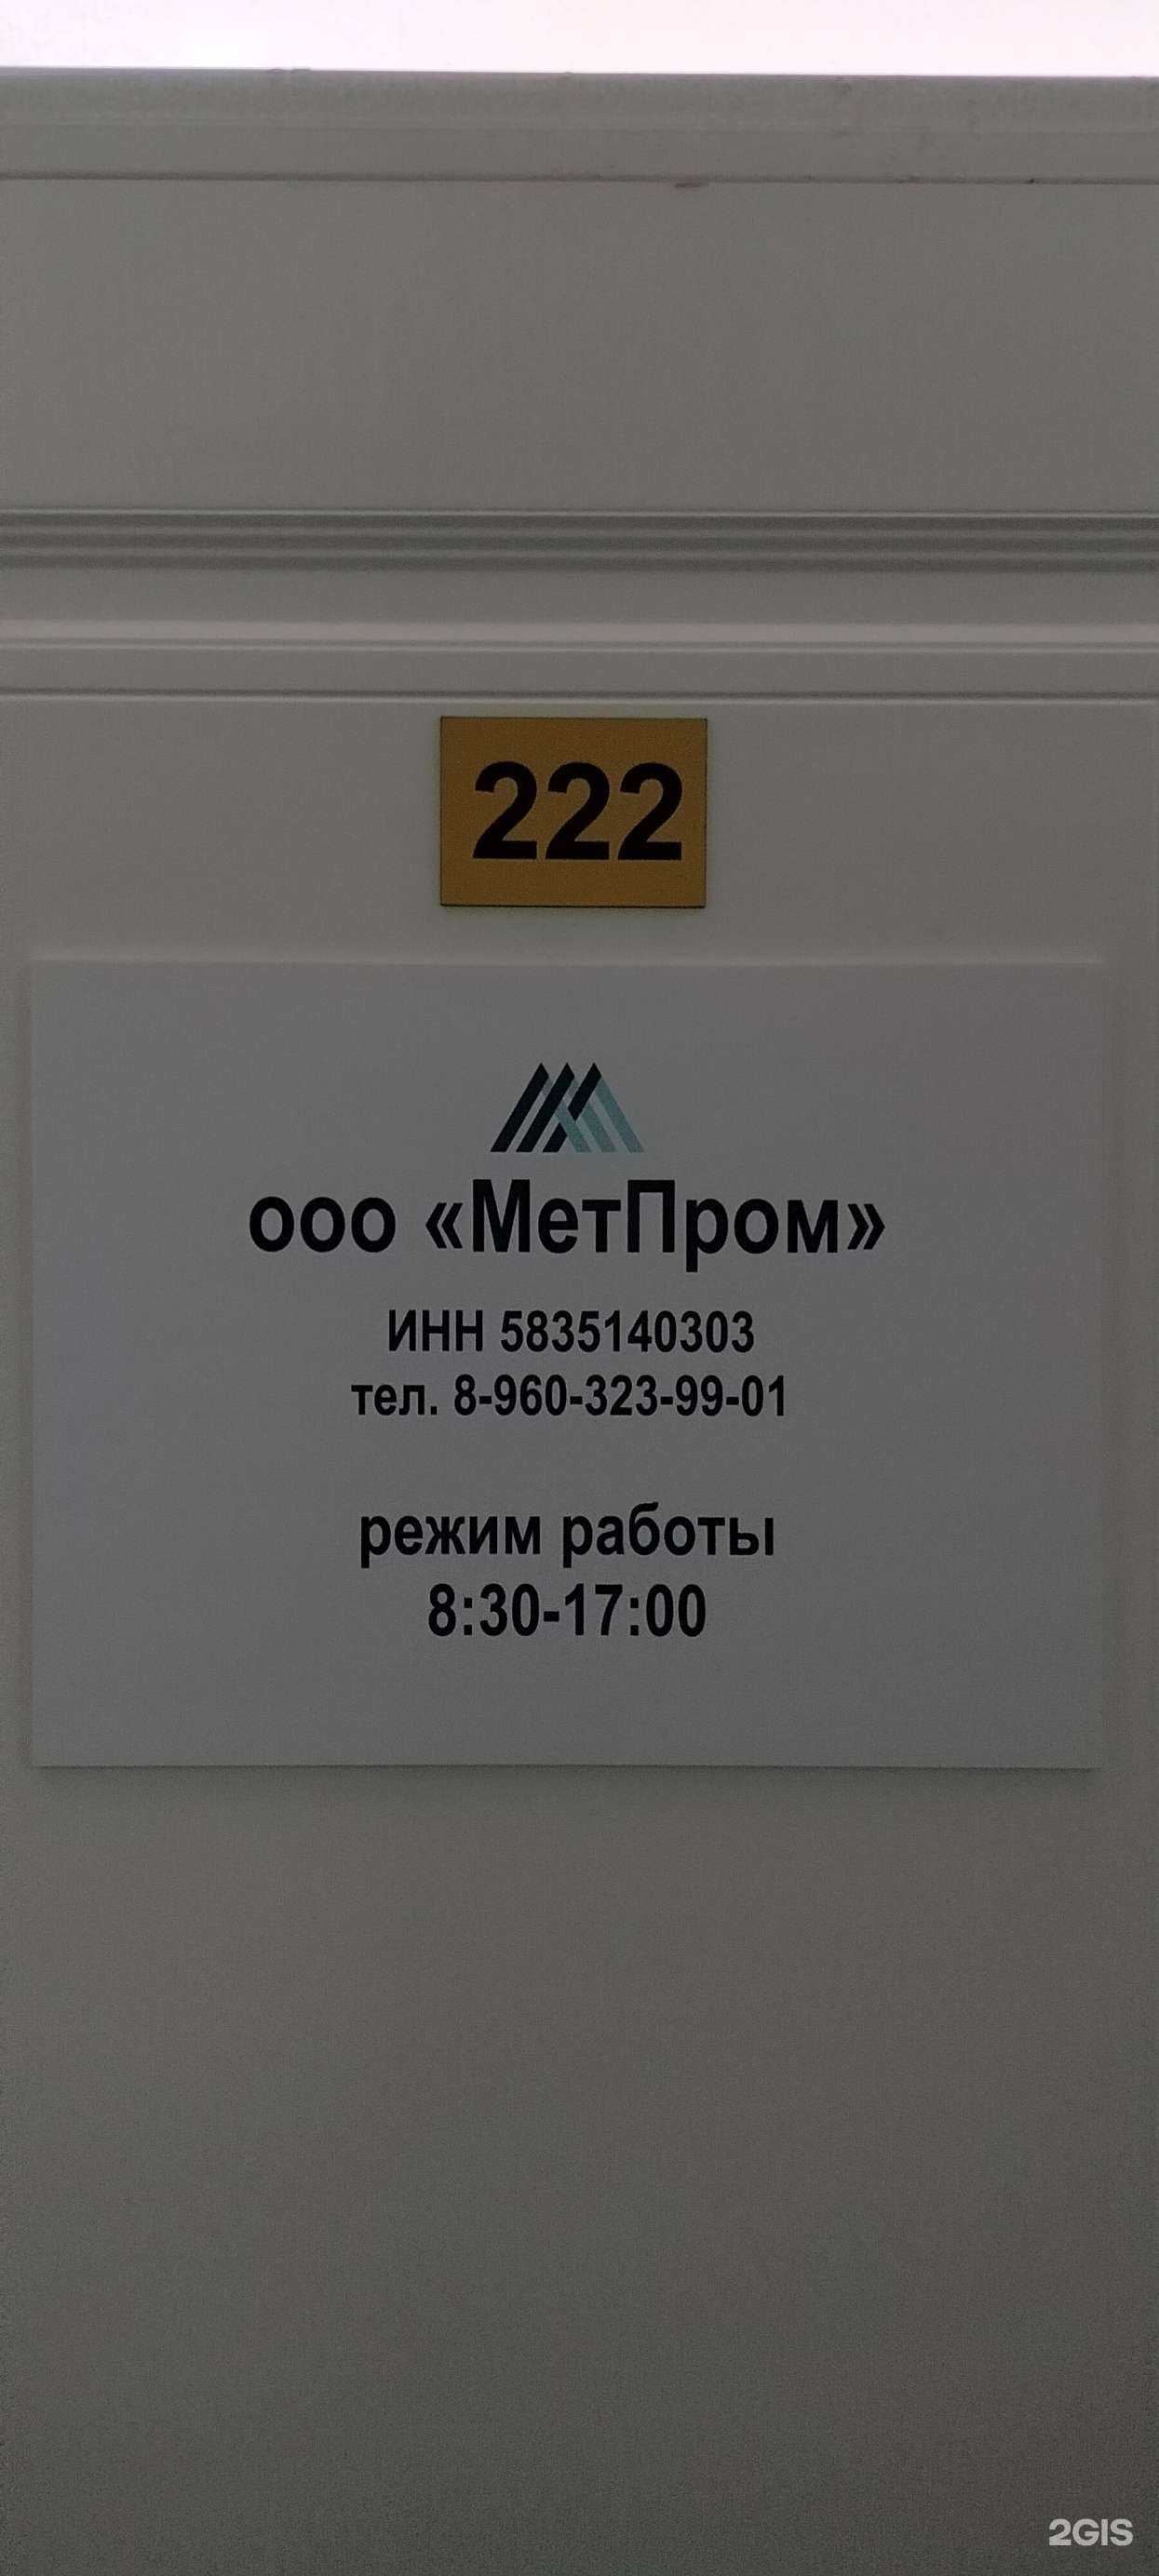 222
ооо «МетПром»
ИНН 5835140303
тел. 8-960-323-99-01
режим работы
8:30-17:00
2GIS